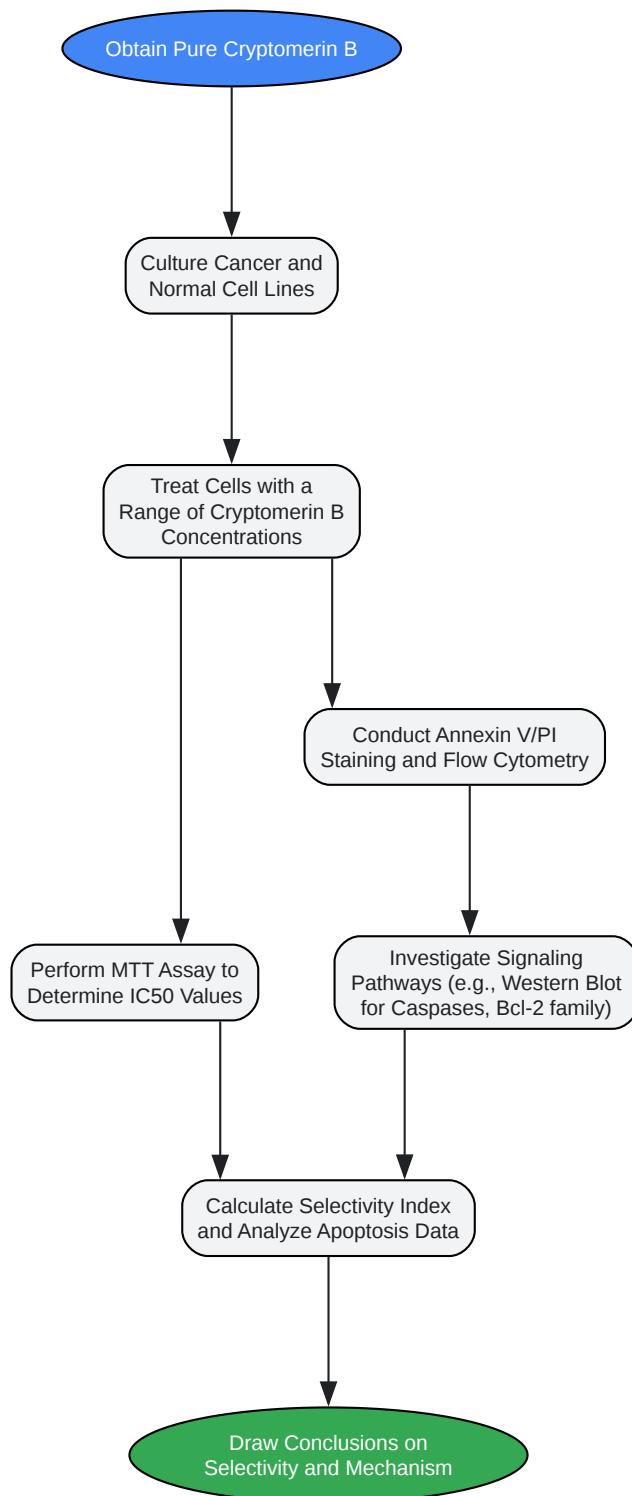 Obtain Pure Cryptomerin B
Culture Cancer and
Normal Cell Lines
Treat Cells with a
Range of Cryptomerin B
Concentrations
Conduct Annexin V/PI
Staining and Flow Cytometry
Perform MTT Assay to
Determine IC50 Values
Investigate Signaling
Pathways (e.g., Western Blot
for Caspases, Bcl-2 family)
Calculate Selectivity Index
and Analyze Apoptosis Data
Draw Conclusions on
Selectivity and Mechanism